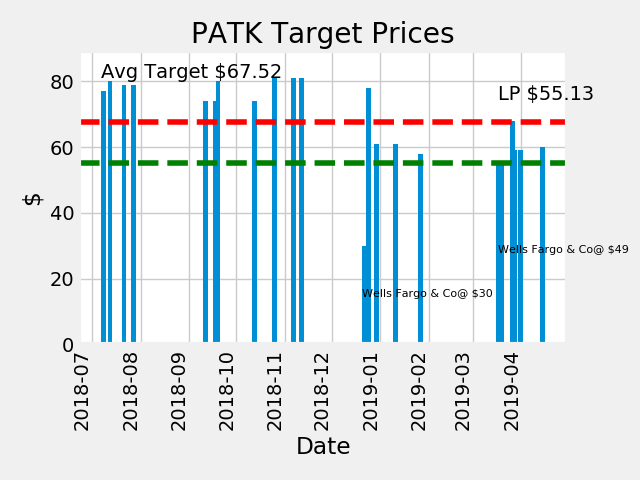 PATK Target Prices
Avg Target $67.52
LP $55.13
80
60
40
20
0
$
Wells Fargo & Co@ $49
Wells Fargo & Co@ $30
2018-07
2018-08
2018-09
2018-10
2018-11
2018-12
2019-01
2019-02
2019-03
2019-04
Date